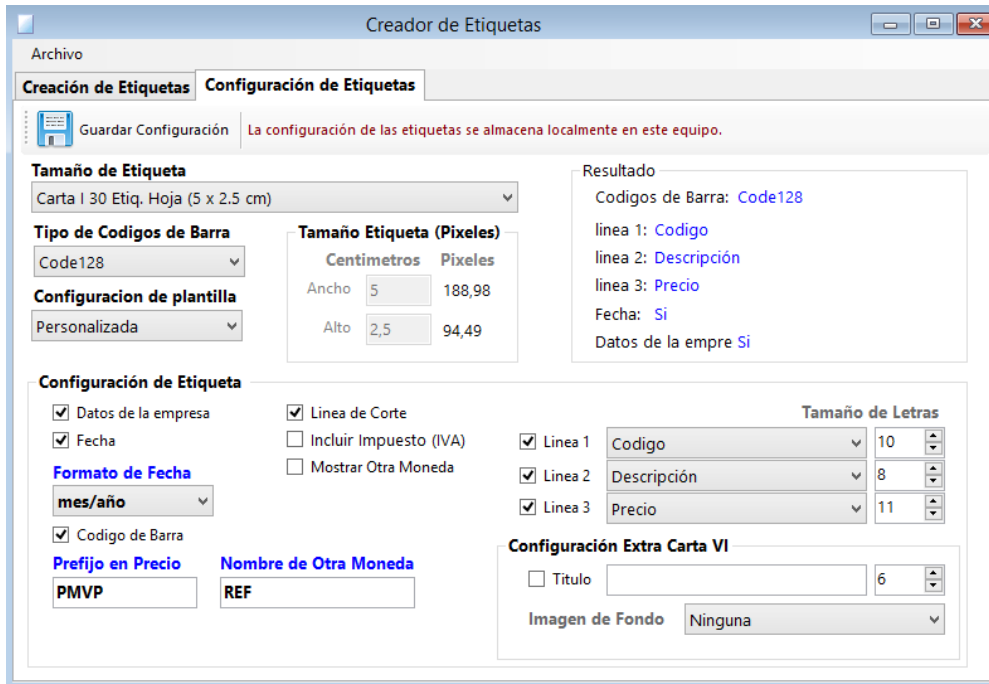 Creador de Etiquetas
Archivo
Creación de Etiquetas
Configuración de Etiquetas
Guardar Configuración
La configuración de las etiquetas se almacena localmente en este equipo.
Tamaño de Etiqueta
Carta I 30 Etiq. Hoja (5 x 2.5 cm)
Tipo de Codigos de Barra
Code128
Configuracion de plantilla
Personalizada
Tamaño Etiqueta (Pixeles)
Centimetros Pixeles
Ancho 5 188,98
Alto 2,5 94,49
Resultado
Codigos de Barra: Code128
linea 1: Codigo
linea 2: Descripción
linea 3: Precio
Fecha: Si
Datos de la empre Si
Configuración de Etiqueta
Datos de la empresa
Fecha
Formato de Fecha
mes/año
Codigo de Barra
Prefijo en Precio
PMVP
Linea de Corte
Incluir Impuesto (IVA)
Mostrar Otra Moneda
Nombre de Otra Moneda
REF
Tamaño de Letras
Linea 1 Codigo 10
Linea 2 Descripción 8
Linea 3 Precio 11
Configuración Extra Carta VI
Titulo 6
Imagen de Fondo Ninguna